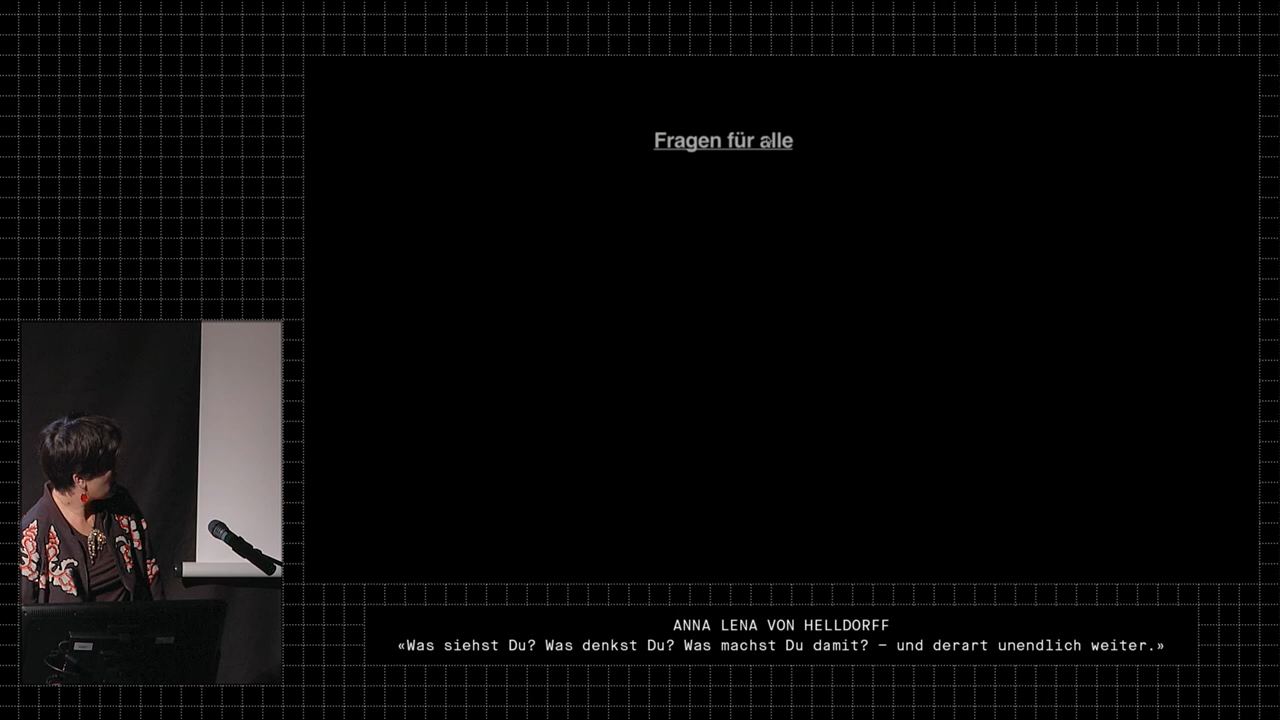 Fragen für alle
ANNA LENA VON HELLDORFF
«Was siehst Du? Was denkst Du? Was machst Du damit? – und derart unendlich weiter.»